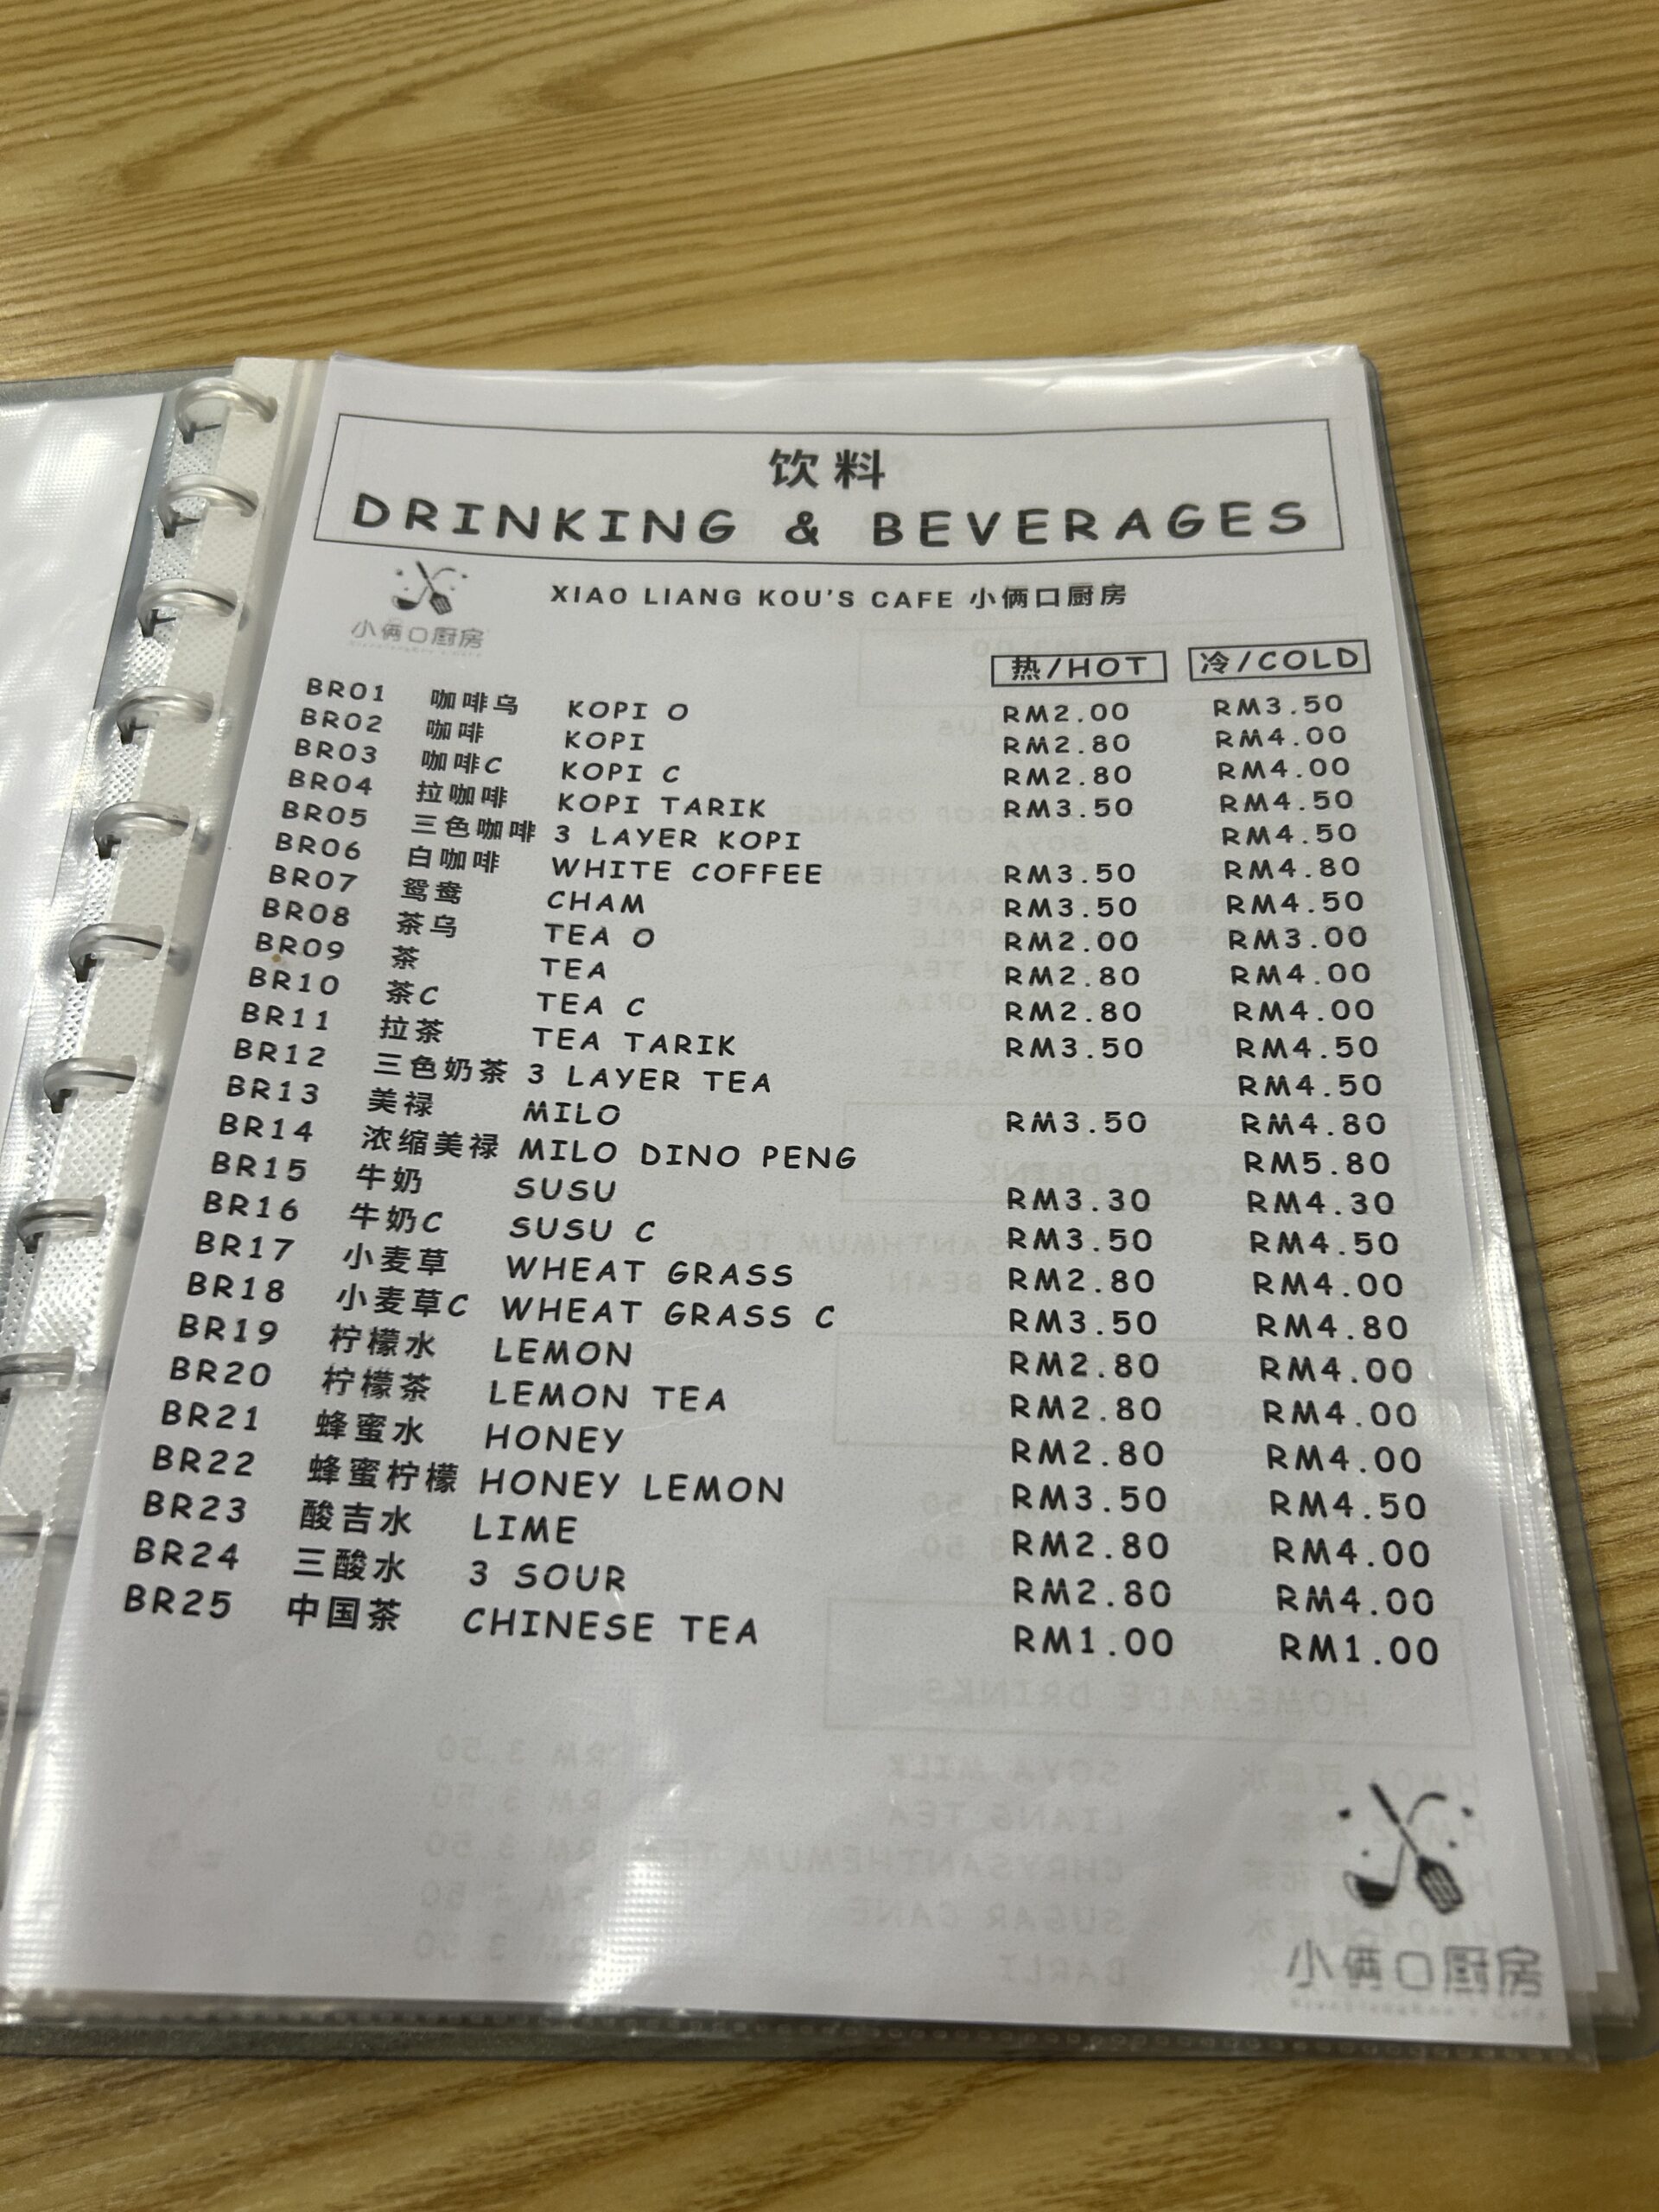 饮料
DRINKING & BEVERAGES
XIAO LIANG KOU'S CAFE 小俩口厨房
小俩口厨房
热/HOT 冷/COLD
BR01 咖啡乌 KOPI O RM2.00 RM3.50
BR02 咖啡 KOPI RM2.80 RM4.00
BR03 咖啡C KOPI C RM2.80 RM4.00
BR04 拉咖啡 KOPI TARIK RM3.50 RM4.50
BR05 三色咖啡 3 LAYER KOPI RM4.50
BR06 白咖啡 WHITE COFFEE RM3.50 RM4.80
BR07 鸳鸯 CHAM RM3.50 RM4.50
BR08 茶乌 TEA O RM2.00 RM3.00
BR09 茶 TEA RM2.80 RM4.00
BR10 茶C TEA C RM2.80 RM4.00
BR11 拉茶 TEA TARIK RM3.50 RM4.50
BR12 三色奶茶 3 LAYER TEA RM4.50
BR13 美禄 MILO RM3.50 RM4.80
BR14 浓缩美禄 MILO DINO PENG RM5.80
BR15 牛奶 SUSU RM3.30 RM4.30
BR16 牛奶C SUSU C RM3.50 RM4.50
BR17 小麦草 WHEAT GRASS RM2.80 RM4.00
BR18 小麦草C WHEAT GRASS C RM3.50 RM4.80
BR19 柠檬水 LEMON RM2.80 RM4.00
BR20 柠檬茶 LEMON TEA RM2.80 RM4.00
BR21 蜂蜜水 HONEY RM2.80 RM4.00
BR22 蜂蜜柠檬 HONEY LEMON RM3.50 RM4.50
BR23 酸吉水 LIME RM2.80 RM4.00
BR24 三酸水 3 SOUR RM2.80 RM4.00
BR25 中国茶 CHINESE TEA RM1.00 RM1.00
小俩口厨房